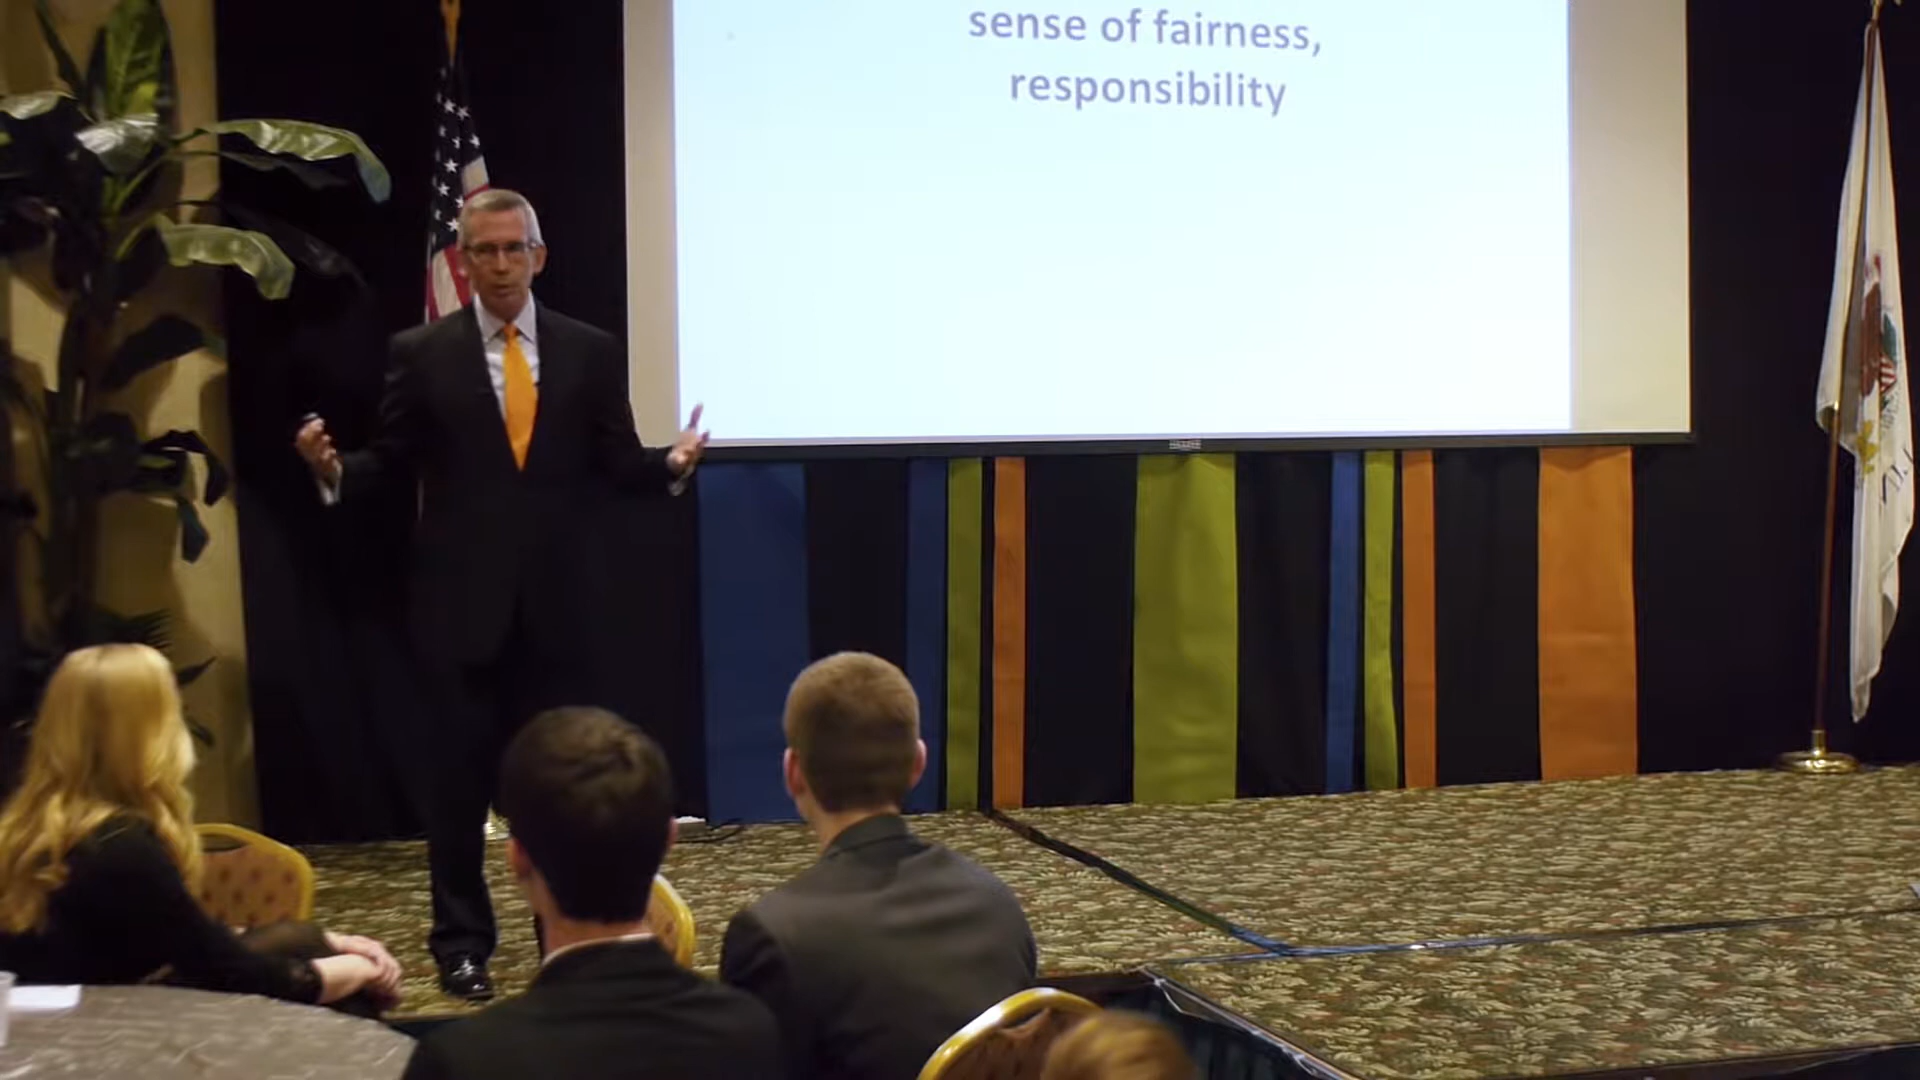 sense of fairness,
responsibility